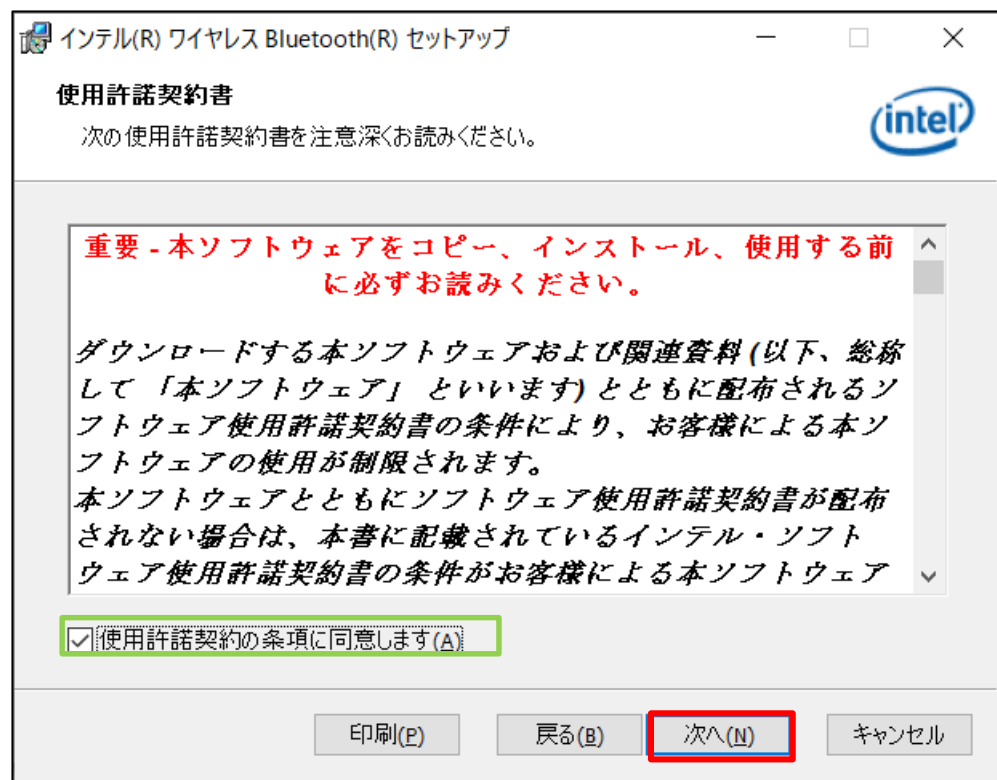 インテル(R) ワイヤレス Bluetooth(R) セットアップ
使用許諾契約書
次の使用許諾契約書を注意深くお読みください。
intel
重要 - 本ソフトウェアをコピー、インストール、使用する前
に必ずお読みください。
ダウンロードする本ソフトウェアおよび関連資料 (以下、総称
して 「本ソフトウェア」 といいます) とともに配布されるソ
フトウェア使用許諾契約書の条件により、お客様による本ソ
フトウェアの使用が制限されます。
本ソフトウェアとともにソフトウェア使用許諾契約書が配布
されない場合は、本書に記載されているインテル・ソフト
ウェア使用許諾契約書の条件がお客様による本ソフトウェア
使用許諾契約の条項に同意します(A)
印刷(P) 戻る(B) 次へ(N) キャンセル